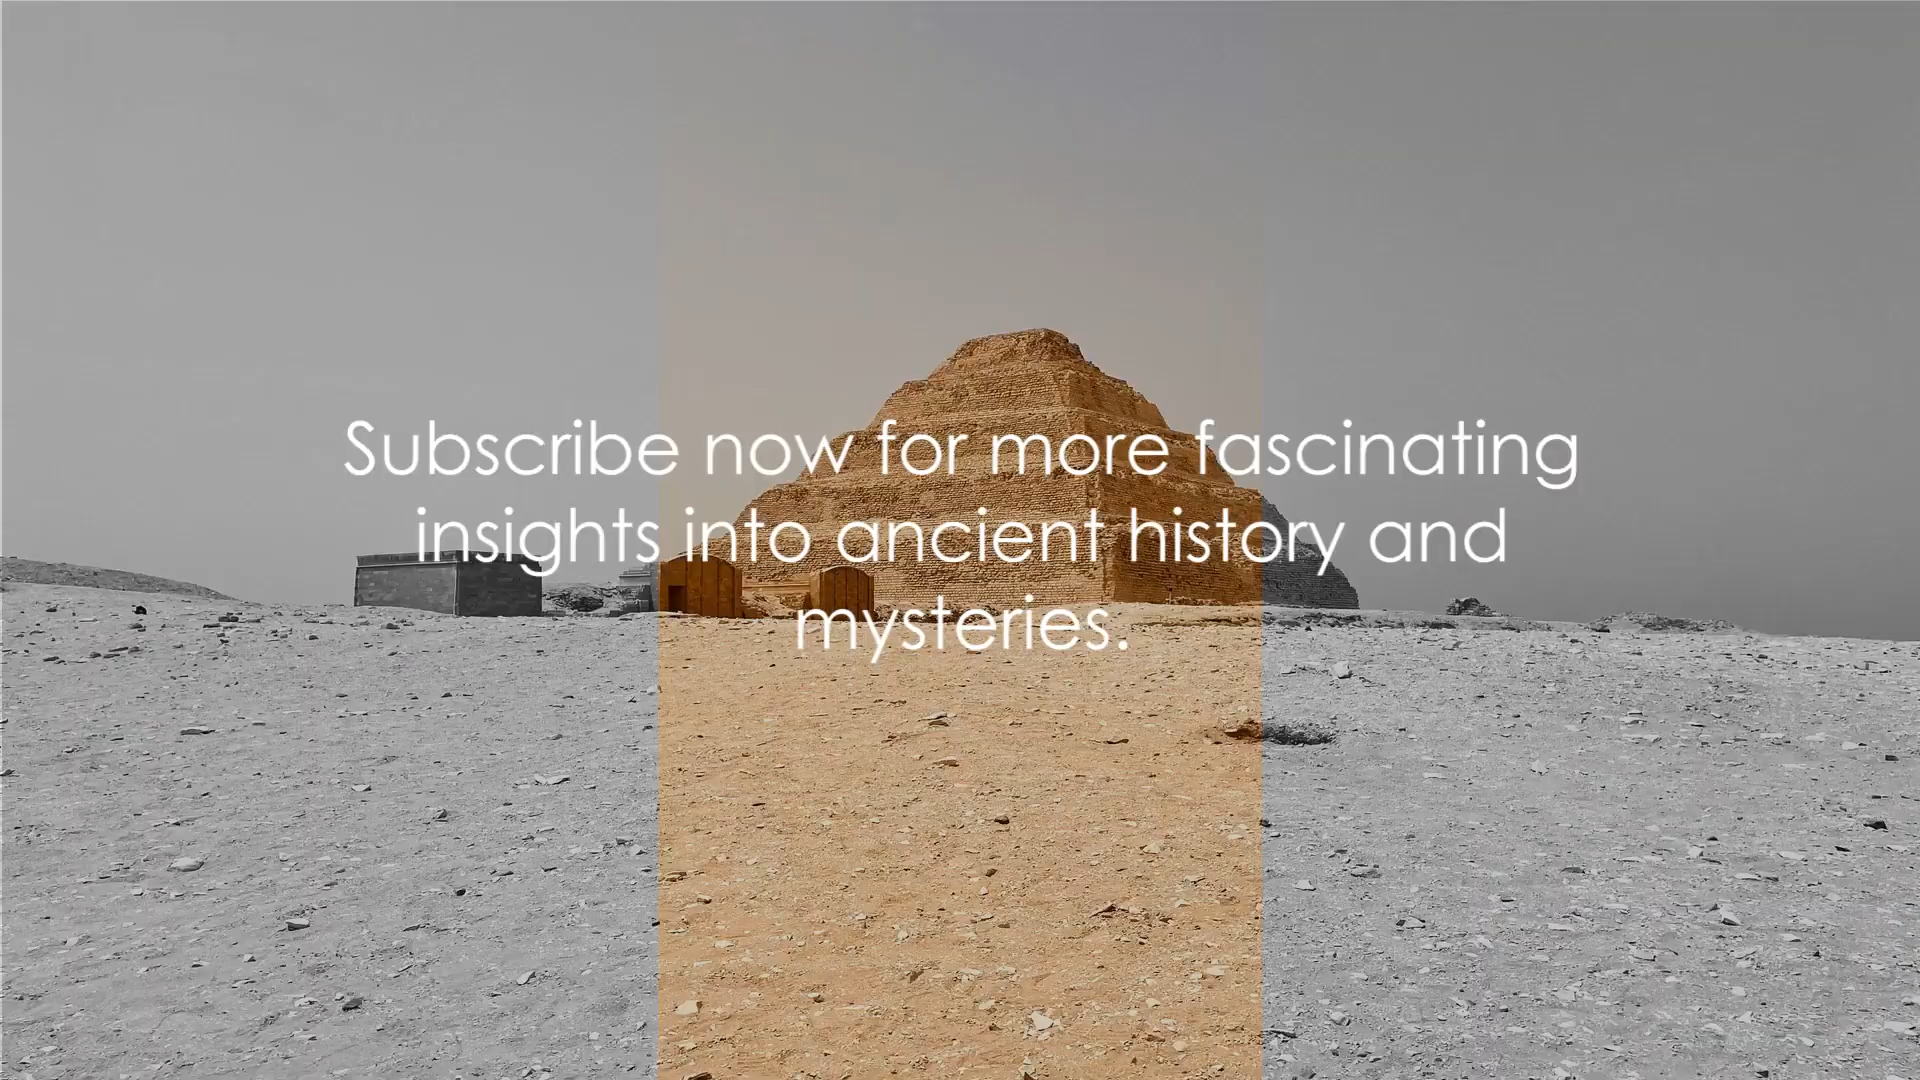 Subscribe now for more fascinating
insights into ancient history and
mysteries.